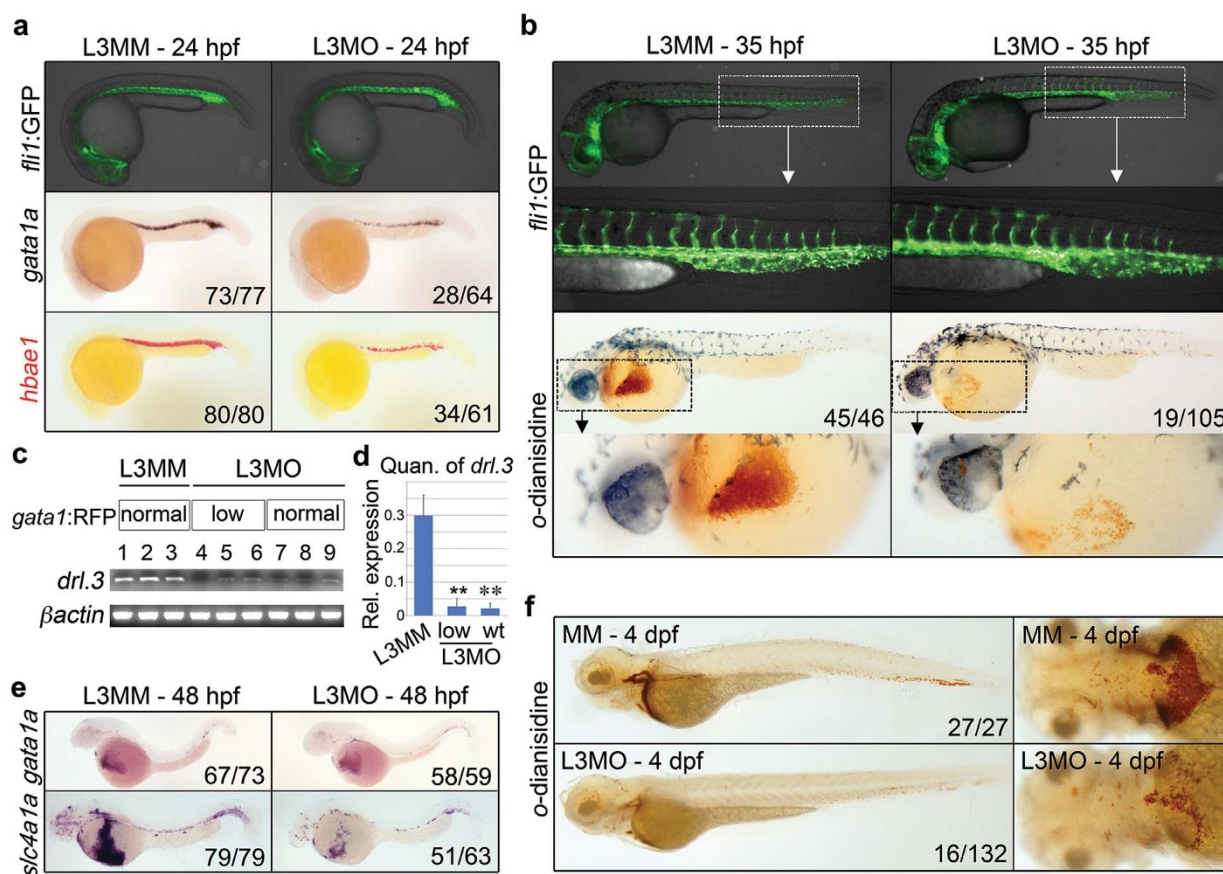 a
L3MM - 24 hpf
L3MO - 24 hpf
fli1:GFP
gata1a
73/77
28/64
hbae1
80/80
34/61
b
L3MM - 35 hpf
L3MO - 35 hpf
fli1:GFP
o-dianisidine
45/46
19/105
c
L3MM
L3MO
gata1:RFP
normal
low
normal
1 2 3 4 5 6 7 8 9
drl.3
βactin
d
Quan. of drl.3
Rel. expression
0.3
0.2
0.1
0
** **
L3MM
low wt
L3MO
e
L3MM - 48 hpf
L3MO - 48 hpf
gata1a
67/73
58/59
slc4a1a
79/79
51/63
f
o-dianisidine
MM - 4 dpf
MM - 4 dpf
27/27
L3MO - 4 dpf
L3MO - 4 dpf
16/132